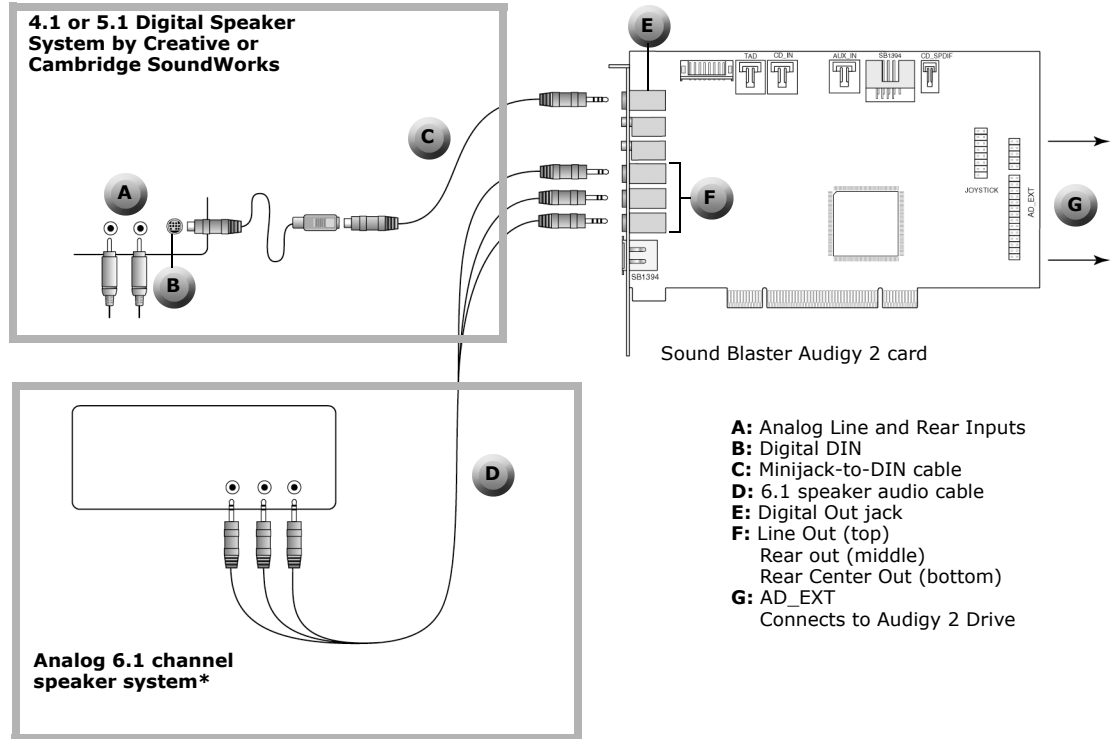 4.1 or 5.1 Digital Speaker
System by Creative or
Cambridge SoundWorks
E
TAD
CD_IN
AUX_IN
SB1394
CD_SPDIF
C
A
B
F
JOYSTICK
AD_EXT
G
SB1394
Sound Blaster Audigy 2 card
D
A: Analog Line and Rear Inputs
B: Digital DIN
C: Minijack-to-DIN cable
D: 6.1 speaker audio cable
E: Digital Out jack
F: Line Out (top)
Rear out (middle)
Rear Center Out (bottom)
G: AD_EXT
Connects to Audigy 2 Drive
Analog 6.1 channel
speaker system*